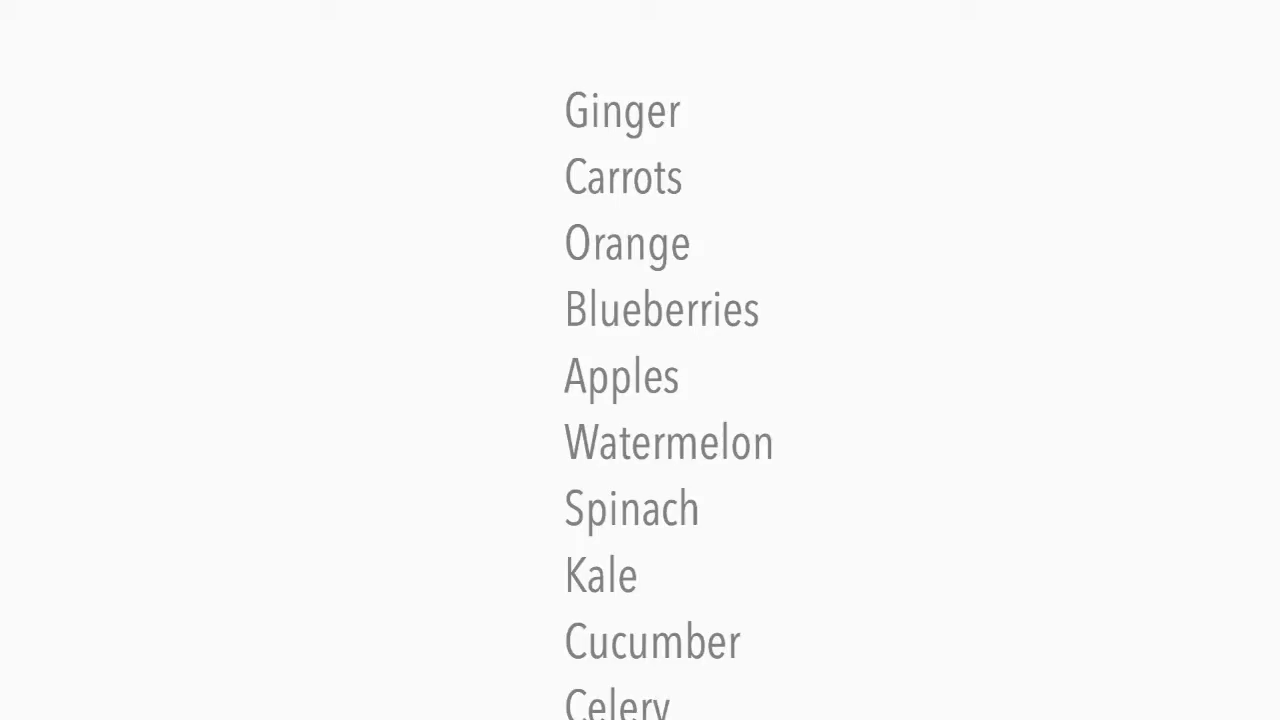 Ginger
Carrots
Orange
Blueberries
Apples
Watermelon
Spinach
Kale
Cucumber
Celery